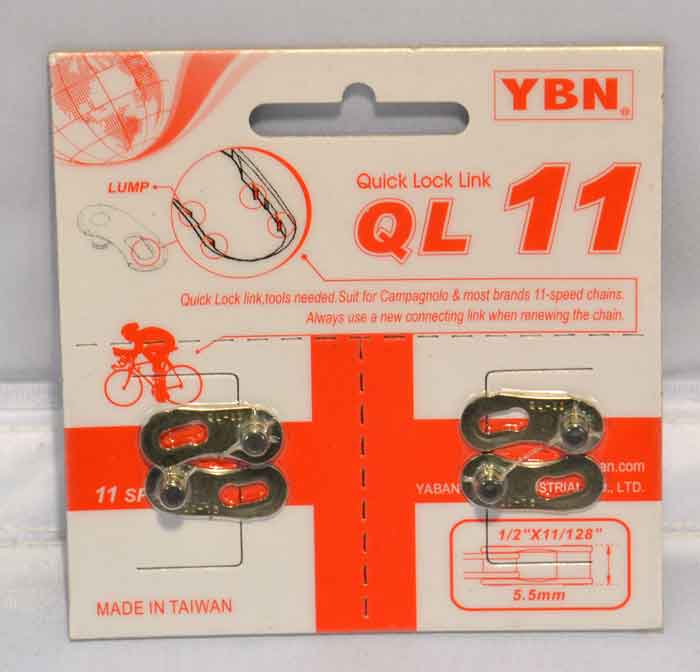 YBN®
LUMP
Quick Lock Link
QL 11
Quick Lock link,tools needed.Suit for Campagnolo & most brands 11-speed chains.
Always use a new connecting link when renewing the chain.
11
YABAN
LTD.
1/2"X11/128"
5.5mm
MADE IN TAIWAN